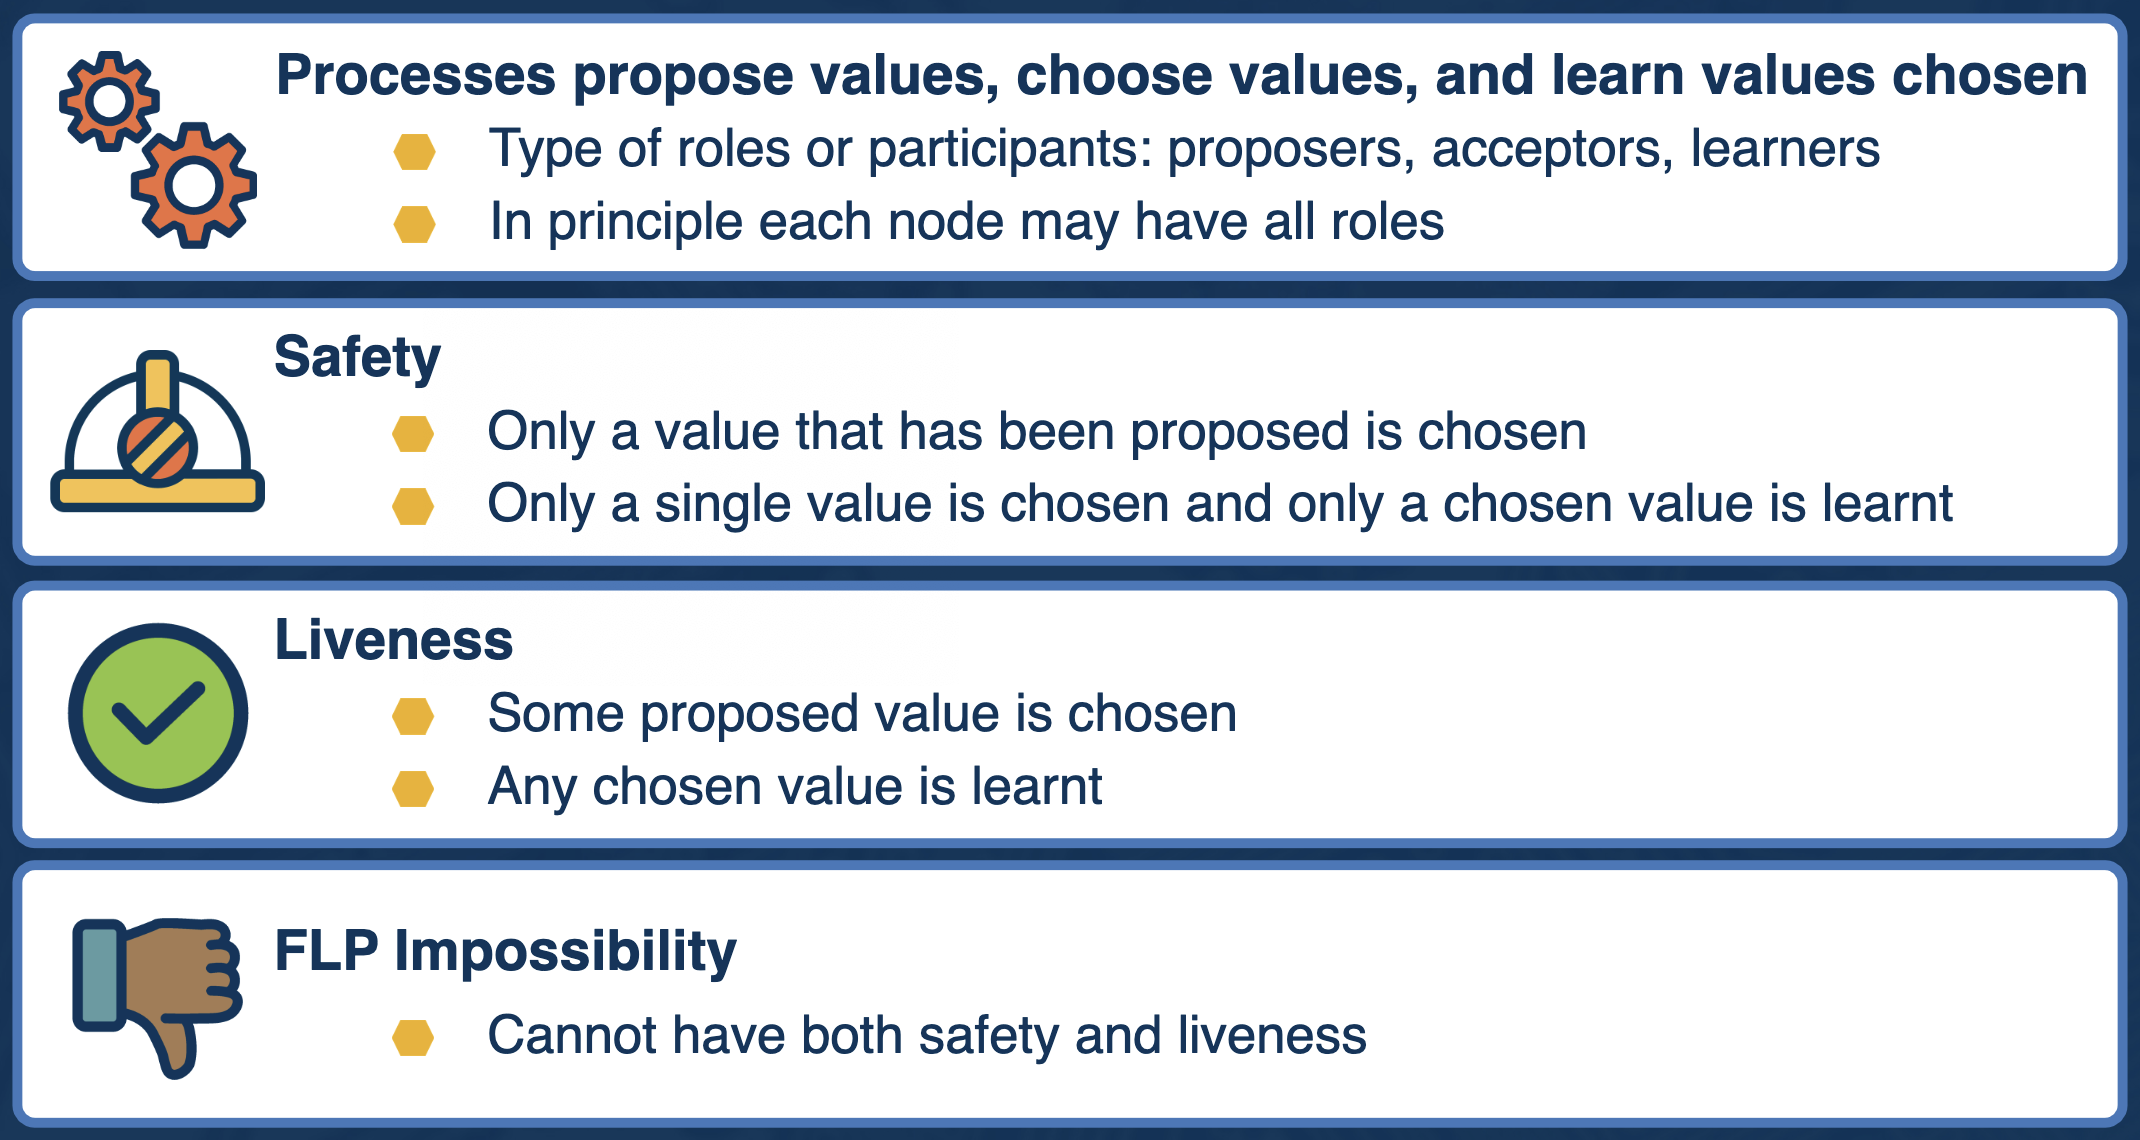 Processes propose values, choose values, and learn values chosen
Type of roles or participants: proposers, acceptors, learners
In principle each node may have all roles
Safety
Only a value that has been proposed is chosen
Only a single value is chosen and only a chosen value is learnt
Liveness
Some proposed value is chosen
Any chosen value is learnt
FLP Impossibility
Cannot have both safety and liveness